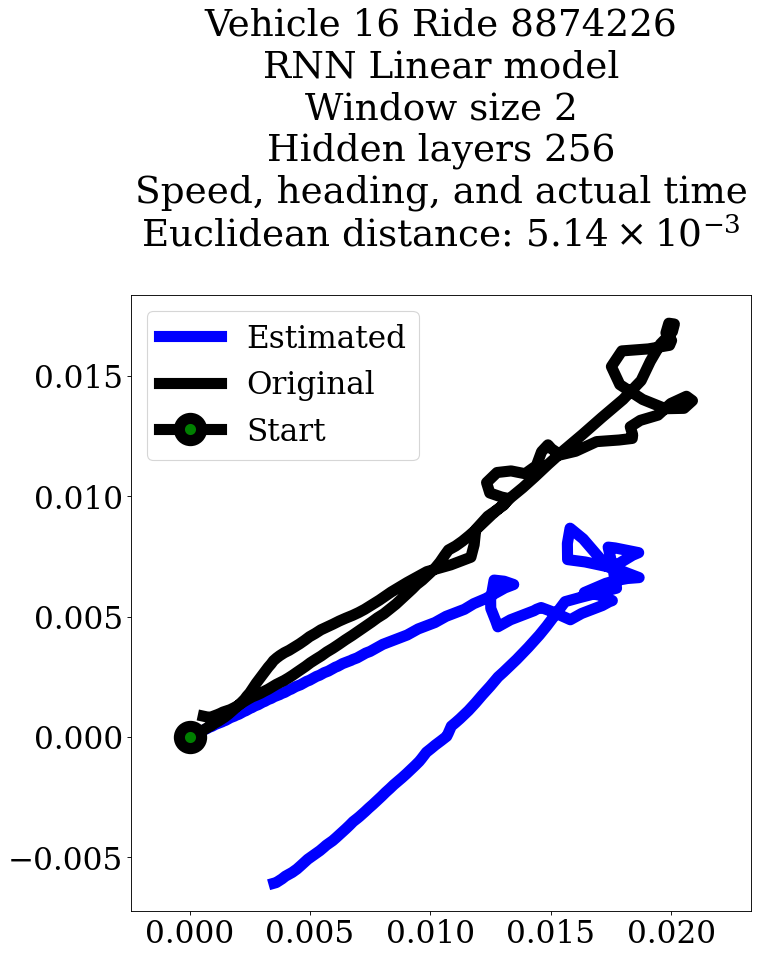 Vehicle 16 Ride 8874226
RNN Linear model
Window size 2
Hidden layers 256
Speed, heading, and actual time
Euclidean distance: 5.14 × 10⁻³
Estimated
Original
Start
0.015
0.010
0.005
0.000
−0.005
0.000 0.005 0.010 0.015 0.020